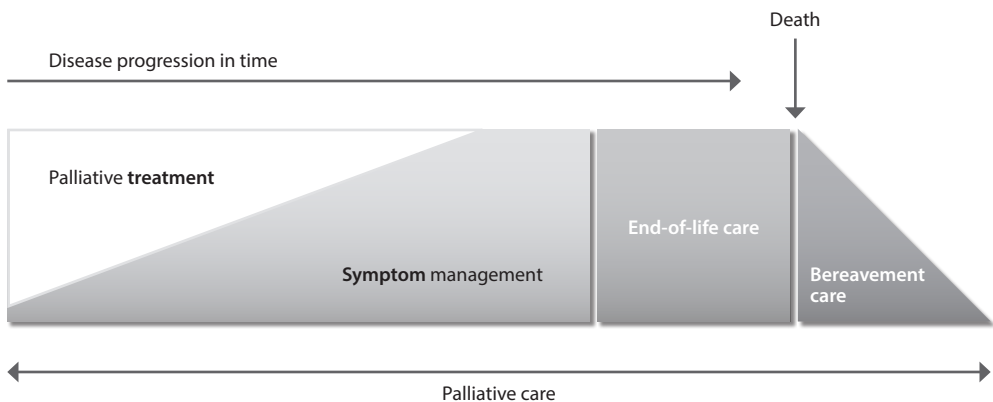 Death
Disease progression in time
Palliative treatment
End-of-life care
Symptom management
Bereavement
care
Palliative care